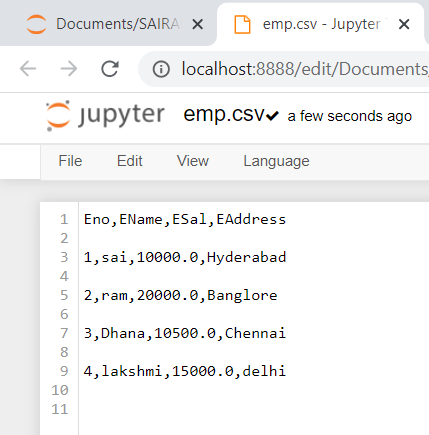 Documents/SAIRA
emp.csv - Jupyter
localhost:8888/edit/Documents
jupyter emp.csv✔ a few seconds ago
File Edit View Language
1 Eno,EName,ESal,EAddress
2
3 1,sai,10000.0,Hyderabad
4
5 2,ram,20000.0,Banglore
6
7 3,Dhana,10500.0,Chennai
8
9 4,lakshmi,15000.0,delhi
10
11